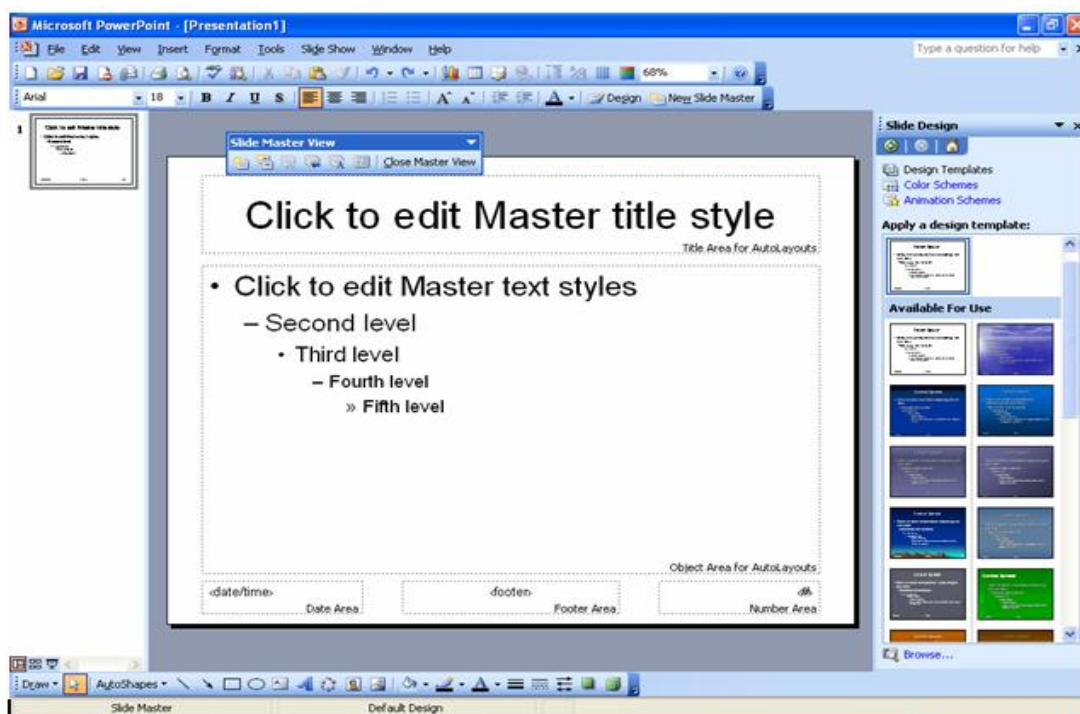 Microsoft PowerPoint - [Presentation1]
File Edit View Insert Format Tools Slide Show Window Help
Type a question for help
68%
Arial
18
B I U S
A A
A
Design
New Slide Master
1
Slide Master View
Close Master View
Click to edit Master title style
Title Area for AutoLayouts
• Click to edit Master text styles
– Second level
• Third level
– Fourth level
» Fifth level
Object Area for AutoLayouts
<date/time>
Date Area
<footer>
Footer Area
<#>
Number Area
Slide Design
Design Templates
Color Schemes
Animation Schemes
Apply a design template:
Available For Use
Browse...
Draw
AutoShapes
Slide Master
Default Design